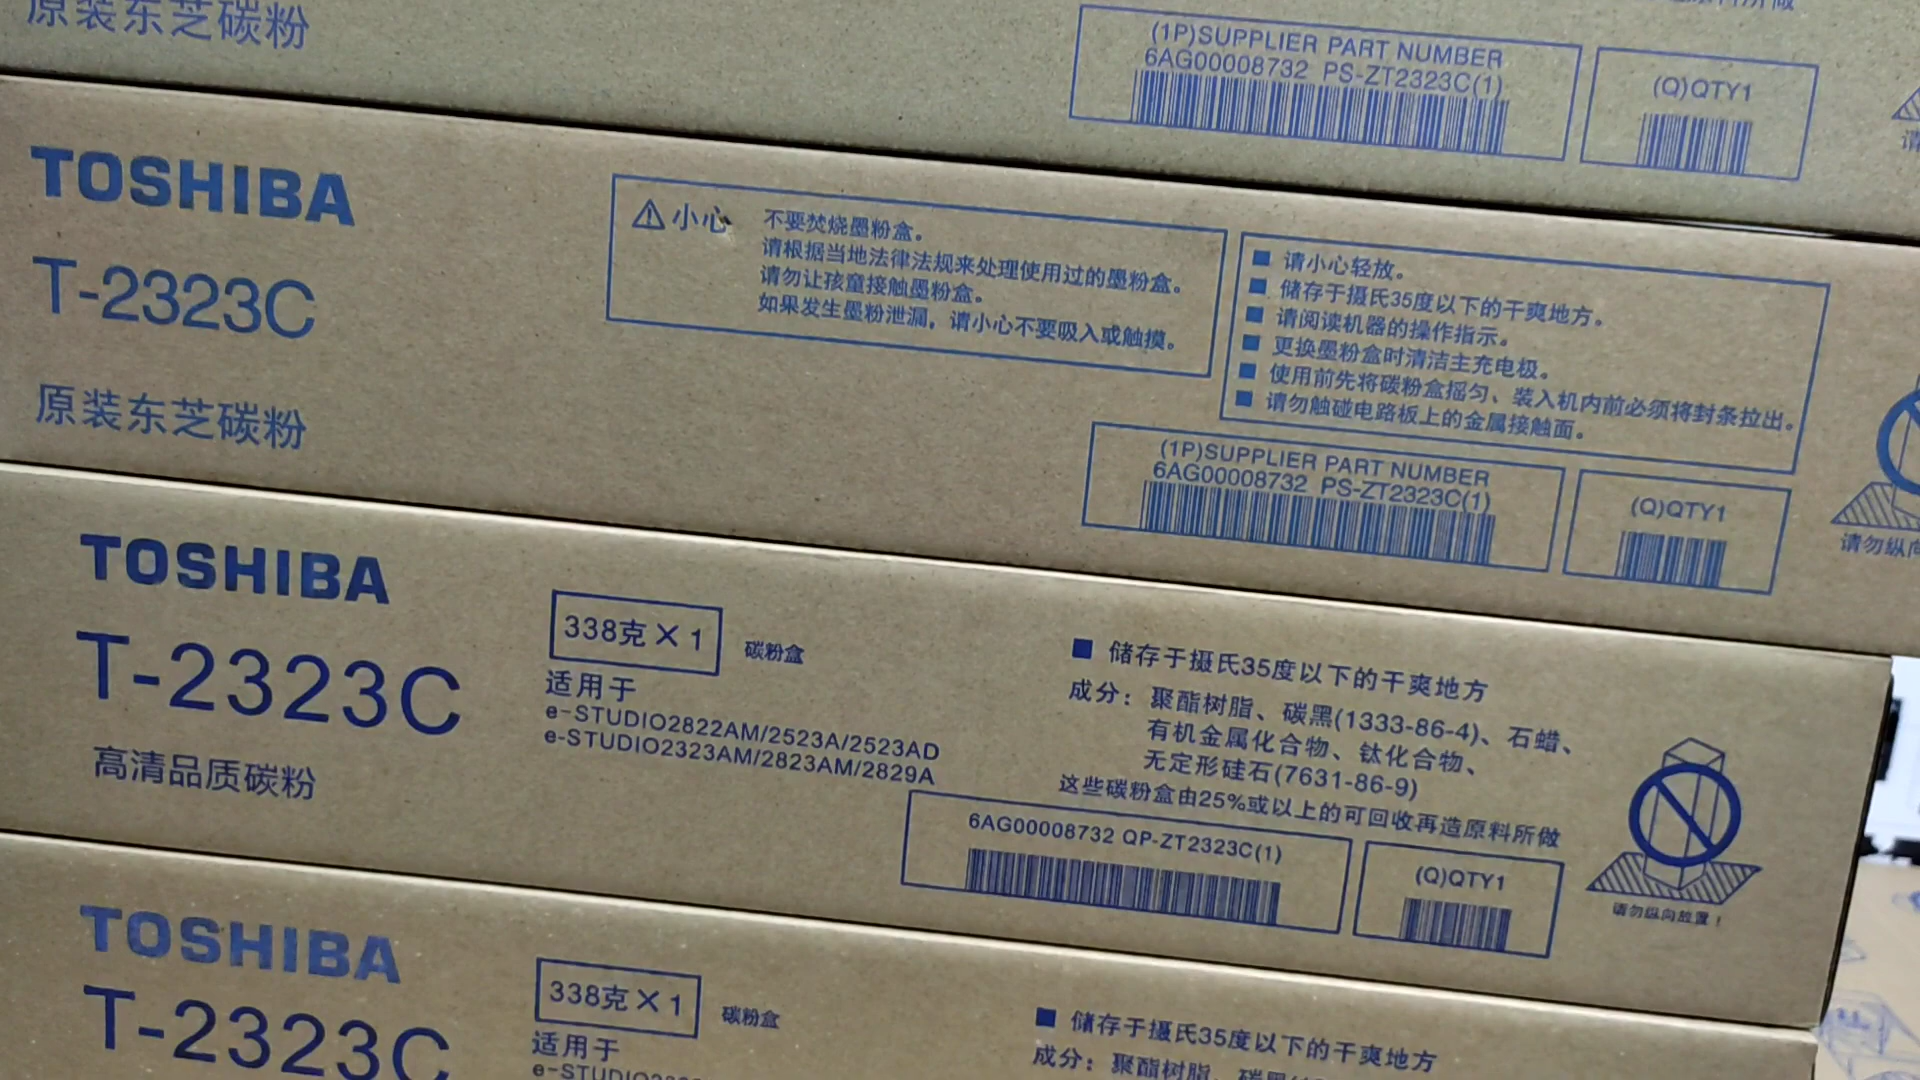 原装东芝碳粉
(1P)SUPPLIER PART NUMBER
6AG00008732 PS-ZT2323C(1)
(Q)QTY1
请
TOSHIBA
T-2323C
原装东芝碳粉
⚠小心
不要焚烧墨粉盒。
请根据当地法律法规来处理使用过的墨粉盒。
请勿让孩童接触墨粉盒。
如果发生墨粉泄漏，请小心不要吸入或触摸。
■ 请小心轻放。
■ 储存于摄氏35度以下的干爽地方。
■ 请阅读机器的操作指示。
■ 更换墨粉盒时清洁主充电极。
■ 使用前先将碳粉盒摇匀、装入机内前必须将封条拉出。
■ 请勿触碰电路板上的金属接触面。
(1P)SUPPLIER PART NUMBER
6AG00008732 PS-ZT2323C(1)
(Q)QTY1
请勿纵向
TOSHIBA
T-2323C
高清品质碳粉
338克×1
碳粉盒
适用于
e-STUDIO2822AM/2523A/2523AD
e-STUDIO2323AM/2823AM/2829A
■ 储存于摄氏35度以下的干爽地方
成分：聚酯树脂、碳黑(1333-86-4)、石蜡、
有机金属化合物、钛化合物、
无定形硅石(7631-86-9)
这些碳粉盒由25%或以上的可回收再造原料所做
6AG00008732 QP-ZT2323C(1)
(Q)QTY1
请勿纵向放置！
TOSHIBA
T-2323C
338克×1
碳粉盒
适用于
■ 储存于摄氏35度以下的干爽地方
成分：聚酯树脂、碳黑